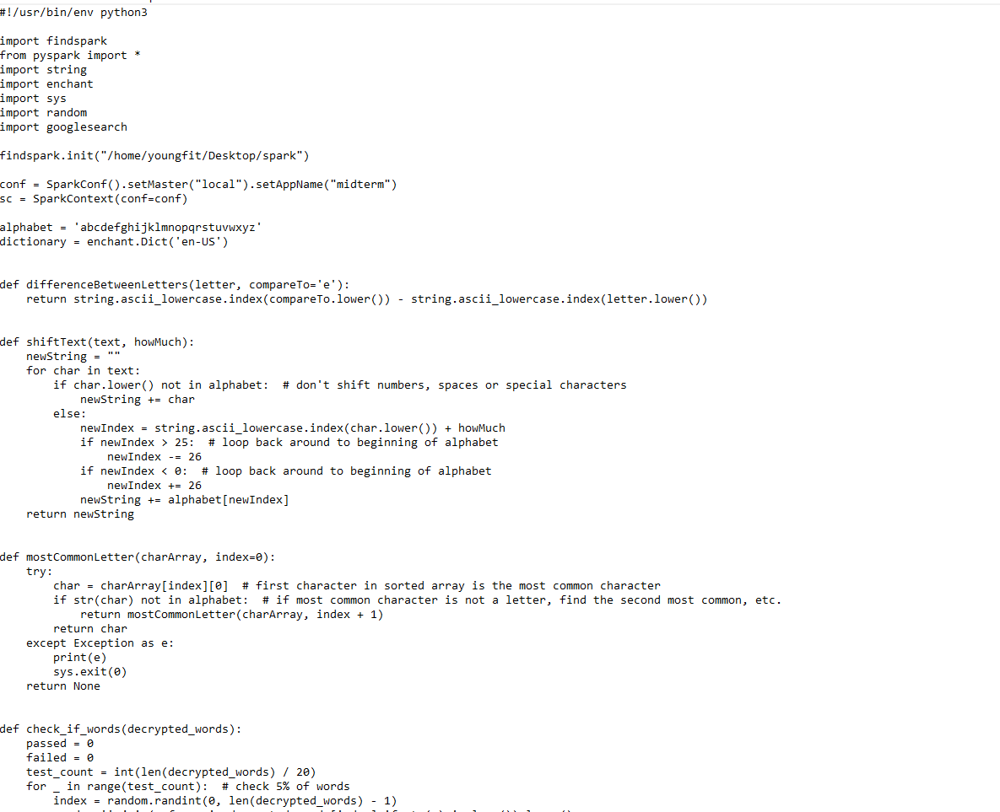 #!/usr/bin/env python3
import findspark
from pyspark import *
import string
import enchant
import sys
import random
import googlesearch
findspark.init("/home/youngfit/Desktop/spark")
conf = SparkConf().setMaster("local").setAppName("midterm")
sc = SparkContext(conf=conf)
alphabet = 'abcdefghijklmnopqrstuvwxyz'
dictionary = enchant.Dict('en-US')
def differenceBetweenLetters(letter, compareTo='e'):
    return string.ascii_lowercase.index(compareTo.lower()) - string.ascii_lowercase.index(letter.lower())
def shiftText(text, howMuch):
    newString = ""
    for char in text:
        if char.lower() not in alphabet:  # don't shift numbers, spaces or special characters
            newString += char
        else:
            newIndex = string.ascii_lowercase.index(char.lower()) + howMuch
            if newIndex > 25:  # loop back around to beginning of alphabet
                newIndex -= 26
            if newIndex < 0:  # loop back around to beginning of alphabet
                newIndex += 26
            newString += alphabet[newIndex]
    return newString
def mostCommonLetter(charArray, index=0):
    try:
        char = charArray[index][0]  # first character in sorted array is the most common character
        if str(char) not in alphabet:  # if most common character is not a letter, find the second most common, etc.
            return mostCommonLetter(charArray, index + 1)
        return char
    except Exception as e:
        print(e)
        sys.exit(0)
    return None
def check_if_words(decrypted_words):
    passed = 0
    failed = 0
    test_count = int(len(decrypted_words) / 20)
    for _ in range(test_count):  # check 5% of words
        index = random.randint(0, len(decrypted_words) - 1)